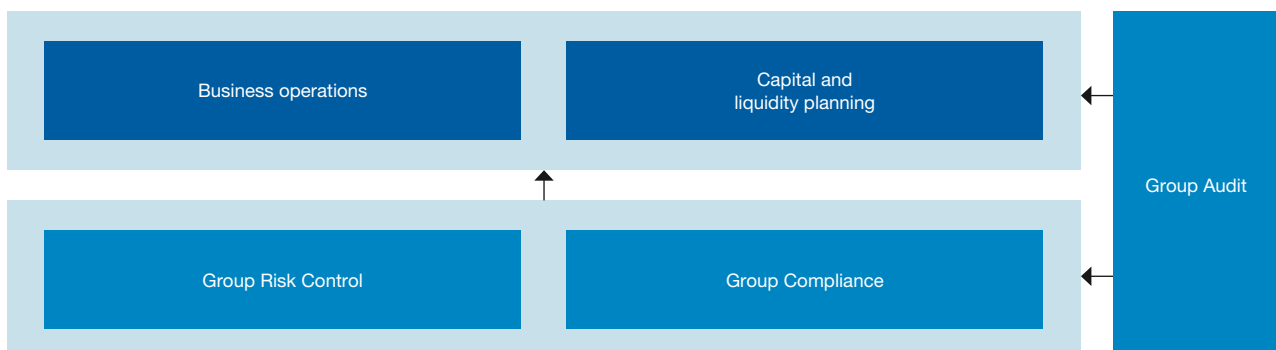 Business operations
Capital and
liquidity planning
Group Audit
Group Risk Control
Group Compliance